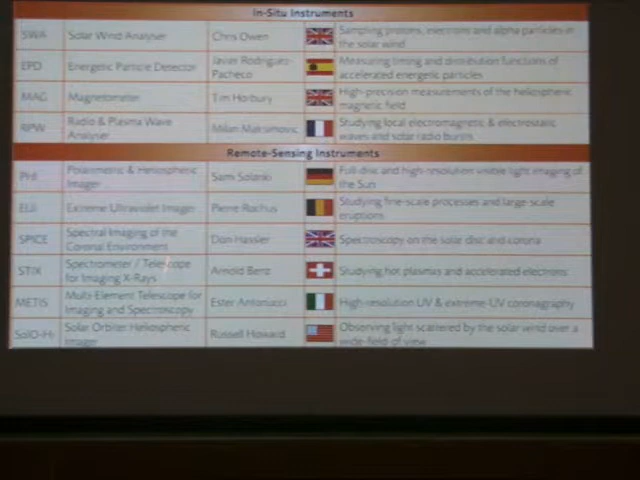 In-Situ Instruments
SWA Solar Wind Analyser Chris Owen Sampling protons, electrons and alpha particles in
the solar wind
EPD Energetic Particle Detector Javier Rodriguez-
Pacheco Measuring timing and distribution functions of
accelerated energetic particles
MAG Magnetometer Tim Horbury High-precision measurements of the heliospheric
magnetic field
RPW Radio & Plasma Wave
Analyser Milan Maksimovic Studying local electromagnetic & electrostatic
waves and solar radio bursts
Remote-Sensing Instruments
PHI Polarimetric & Heliospheric
Imager Sami Solanki Full-disc and high-resolution visible light imaging of
the Sun
EUI Extreme Ultraviolet Imager Pierre Rochus Studying fine-scale processes and large-scale
eruptions
SPICE Spectral Imaging of the
Coronal Environment Don Hassler Spectroscopy on the solar disc and corona
STIX Spectrometer / Telescope
for Imaging X-Rays Arnold Benz Studying hot plasmas and accelerated electrons
METIS Multi-Element Telescope for
Imaging and Spectroscopy Ester Antonucci High-resolution UV & extreme-UV coronagraphy
SolO-HI Solar Orbiter Heliospheric
Imager Russell Howard Observing light scattered by the solar wind over a
wide-field of view